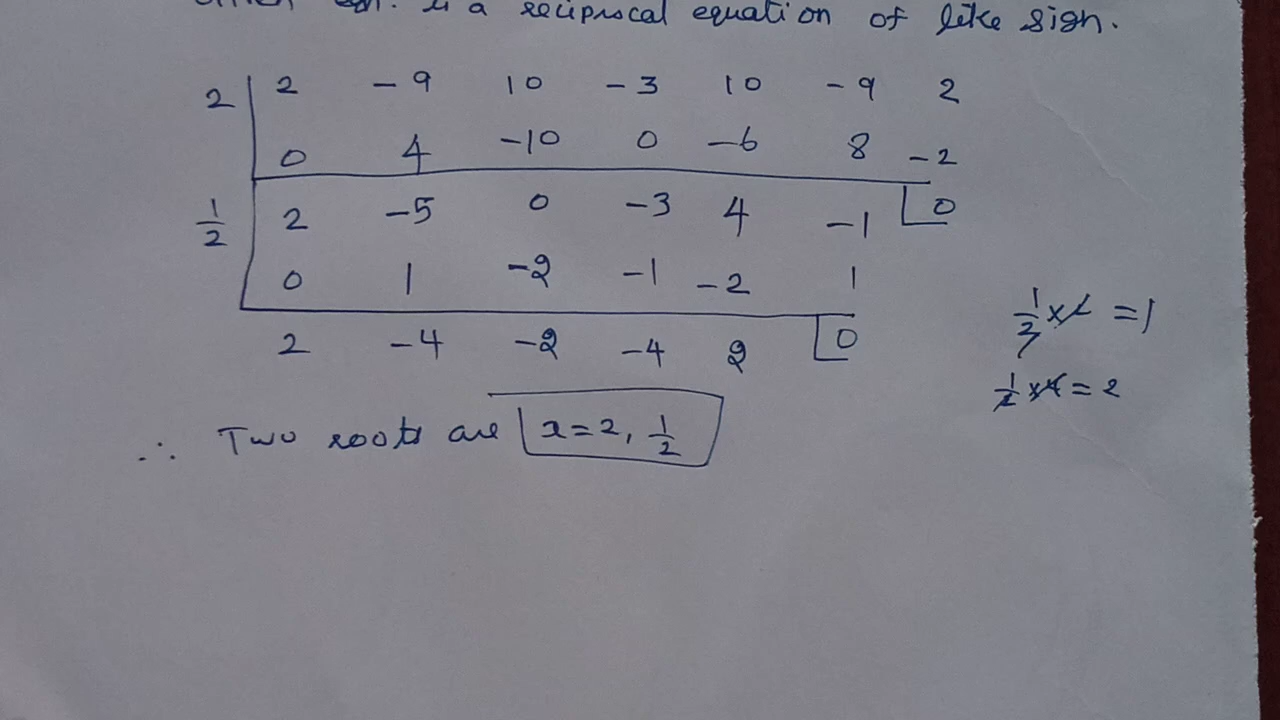 eqn. is a reciprocal equation of like sign.
2 2 -9 10 -3 10 -9 2
0 4 -10 0 -6 8 -2
1/2 2 -5 0 -3 4 -1 0
0 1 -2 -1 -2 1
2 -4 -2 -4 2 0
1/2 x 2 = 1
1/2 x 4 = 2
∴ Two roots are x = 2, 1/2